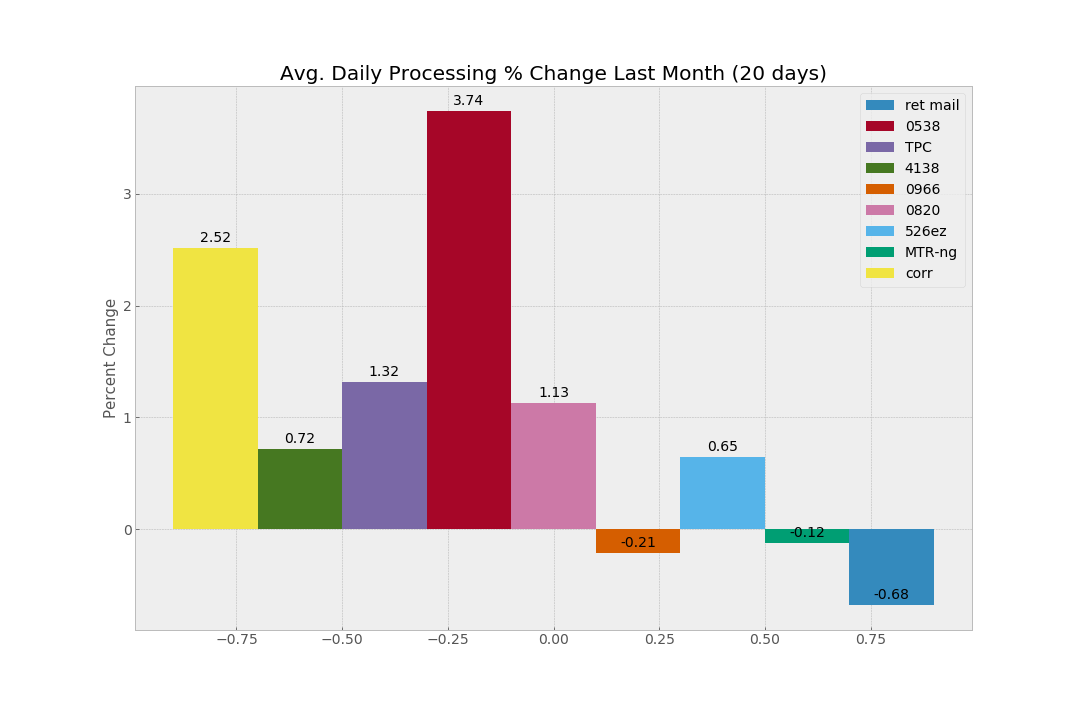 Avg. Daily Processing % Change Last Month (20 days)
3.74
2.52
1.32
0.72
1.13
0.65
-0.21
-0.12
-0.68
ret mail
0538
TPC
4138
0966
0820
526ez
MTR-ng
corr
Percent Change
3
2
1
0
−0.75 −0.50 −0.25 0.00 0.25 0.50 0.75